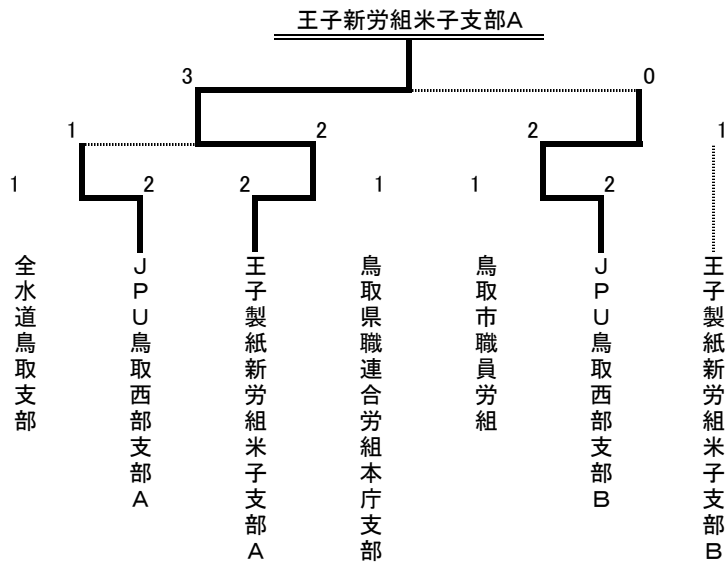 王子新労組米子支部A
3
0
1
2
2
1
1
2
2
1
1
2
全水道鳥取支部
JPU鳥取西部支部A
王子製紙新労組米子支部A
鳥取県職連合労組本庁支部
鳥取市職員労組
JPU鳥取西部支部B
王子製紙新労組米子支部B